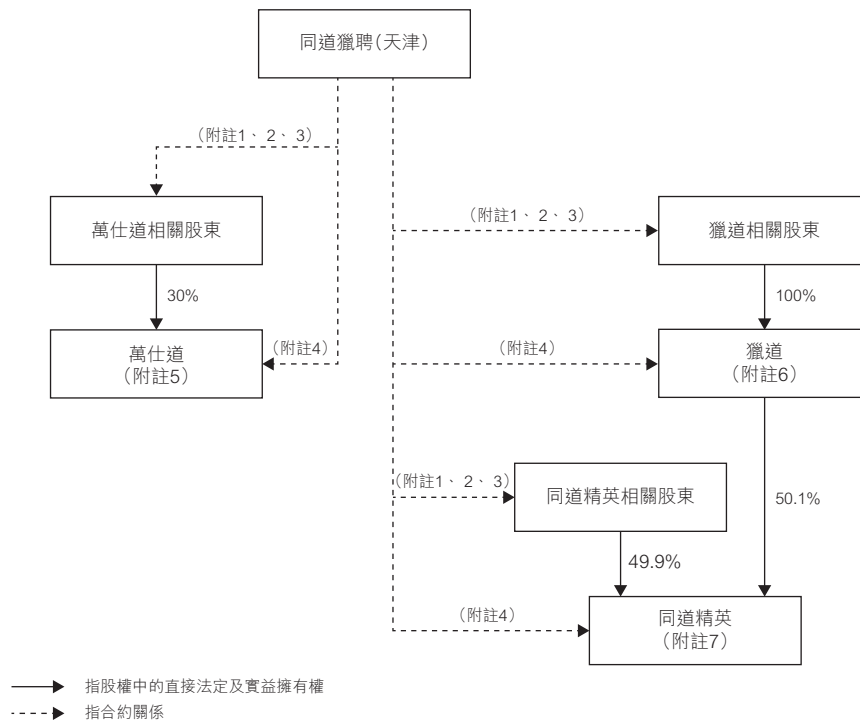 同道獵聘(天津)
(附註1、2、3)
萬仕道相關股東
(附註1、2、3)
獵道相關股東
30%
100%
萬仕道
(附註5)
(附註4)
(附註4)
獵道
(附註6)
(附註1、2、3)
同道精英相關股東
50.1%
49.9%
(附註4)
同道精英
(附註7)
指股權中的直接法定及實益擁有權
指合約關係